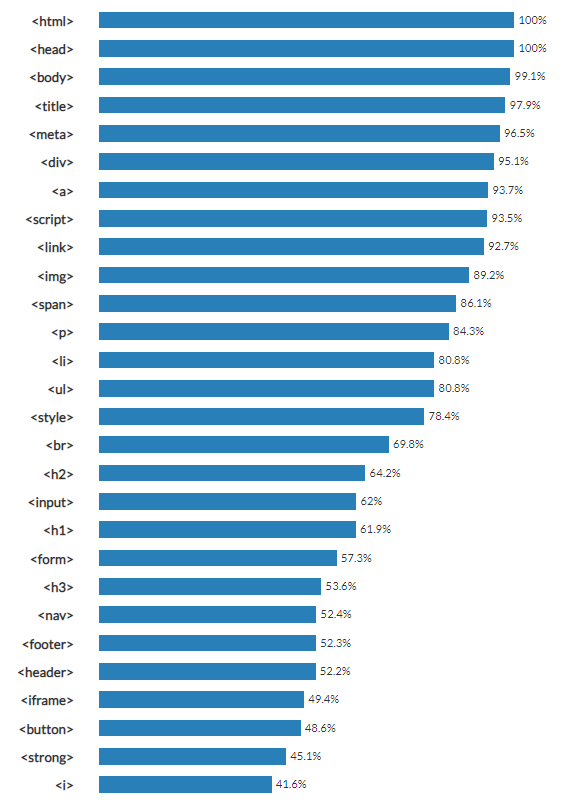 <html> 100%
<head> 100%
<body> 99.1%
<title> 97.9%
<meta> 96.5%
<div> 95.1%
<a> 93.7%
<script> 93.5%
<link> 92.7%
<img> 89.2%
<span> 86.1%
<p> 84.3%
<li> 80.8%
<ul> 80.8%
<style> 78.4%
<br> 69.8%
<h2> 64.2%
<input> 62%
<h1> 61.9%
<form> 57.3%
<h3> 53.6%
<nav> 52.4%
<footer> 52.3%
<header> 52.2%
<iframe> 49.4%
<button> 48.6%
<strong> 45.1%
<i> 41.6%